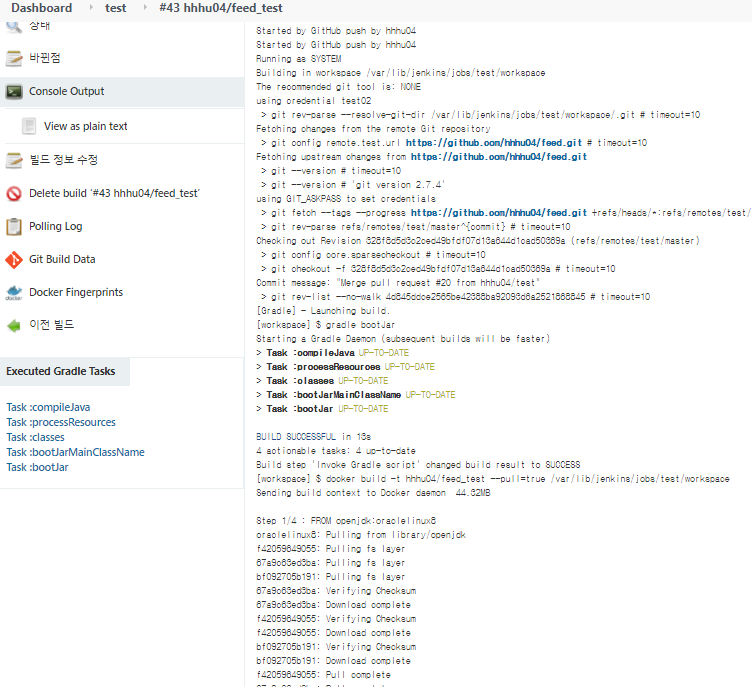 Dashboard › test › #43 hhhu04/feed_test
상태
바뀐점
Console Output
View as plain text
빌드 정보 수정
Delete build '#43 hhhu04/feed_test'
Polling Log
Git Build Data
Docker Fingerprints
이전 빌드
Executed Gradle Tasks
Task :compileJava
Task :processResources
Task :classes
Task :bootJarMainClassName
Task :bootJar
Started by GitHub push by hhhu04
Started by GitHub push by hhhu04
Running as SYSTEM
Building in workspace /var/lib/jenkins/jobs/test/workspace
The recommended git tool is: NONE
using credential test02
> git rev-parse --resolve-git-dir /var/lib/jenkins/jobs/test/workspace/.git # timeout=10
Fetching changes from the remote Git repository
> git config remote.test.url https://github.com/hhhu04/feed.git # timeout=10
Fetching upstream changes from https://github.com/hhhu04/feed.git
> git --version # timeout=10
> git --version # 'git version 2.7.4'
using GIT_ASKPASS to set credentials
> git fetch --tags --progress https://github.com/hhhu04/feed.git +refs/heads/*:refs/remotes/test/
> git rev-parse refs/remotes/test/master^{commit} # timeout=10
Checking out Revision (refs/remotes/test/master)
> git config core.sparsecheckout # timeout=10
> git checkout -f # timeout=10
Commit message: "Merge pull request #20 from hhhu04/test"
> git rev-list --no-walk # timeout=10
[Gradle] - Launching build.
[workspace] $ gradle bootJar
Starting a Gradle Daemon (subsequent builds will be faster)
> Task :compileJava UP-TO-DATE
> Task :processResources UP-TO-DATE
> Task :classes UP-TO-DATE
> Task :bootJarMainClassName UP-TO-DATE
> Task :bootJar UP-TO-DATE
BUILD SUCCESSFUL in 13s
4 actionable tasks: 4 up-to-date
Build step 'Invoke Gradle script' changed build result to SUCCESS
[workspace] $ docker build -t hhhu04/feed_test --pull=true /var/lib/jenkins/jobs/test/workspace
Sending build context to Docker daemon 44.32MB
Step 1/4 : FROM openjdk:oraclelinux8
oraclelinux8: Pulling from library/openjdk
f42059649055: Pulling fs layer
67a9c63ed3ba: Pulling fs layer
bf092705b191: Pulling fs layer
67a9c63ed3ba: Verifying Checksum
67a9c63ed3ba: Download complete
f42059649055: Verifying Checksum
f42059649055: Download complete
bf092705b191: Verifying Checksum
bf092705b191: Download complete
f42059649055: Pull complete